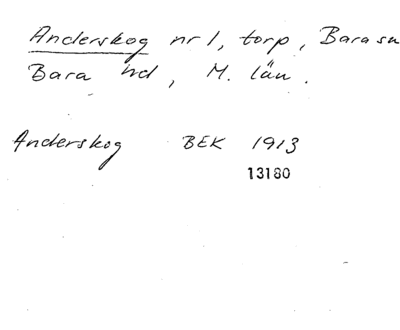 Anderskog nr 1, torp, Bara sn
Bara hd, M. län.
Anderskog BEK 1913
13180